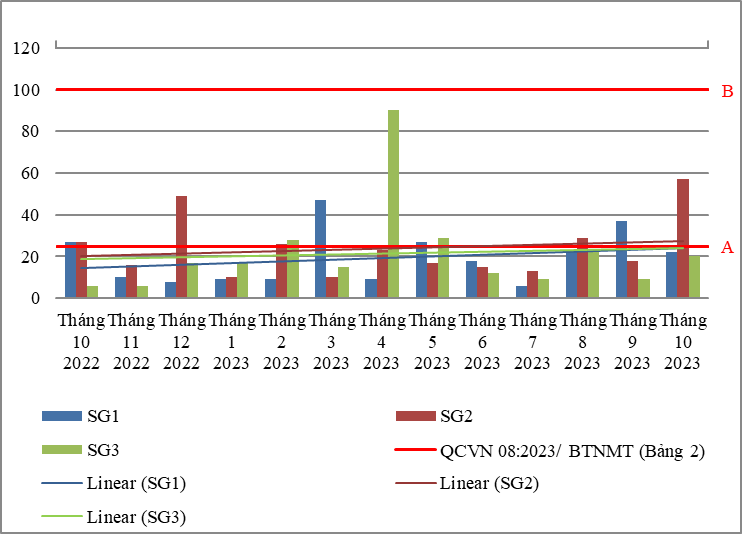 120
100
B
80
60
40
A
20
0
Tháng Tháng Tháng Tháng Tháng Tháng Tháng Tháng Tháng Tháng Tháng Tháng Tháng
10 11 12 1 2 3 4 5 6 7 8 9 10
2022 2022 2022 2023 2023 2023 2023 2023 2023 2023 2023 2023 2023
SG1 SG2
SG3 QCVN 08:2023/ BTNMT (Bảng 2)
Linear (SG1) Linear (SG2)
Linear (SG3)